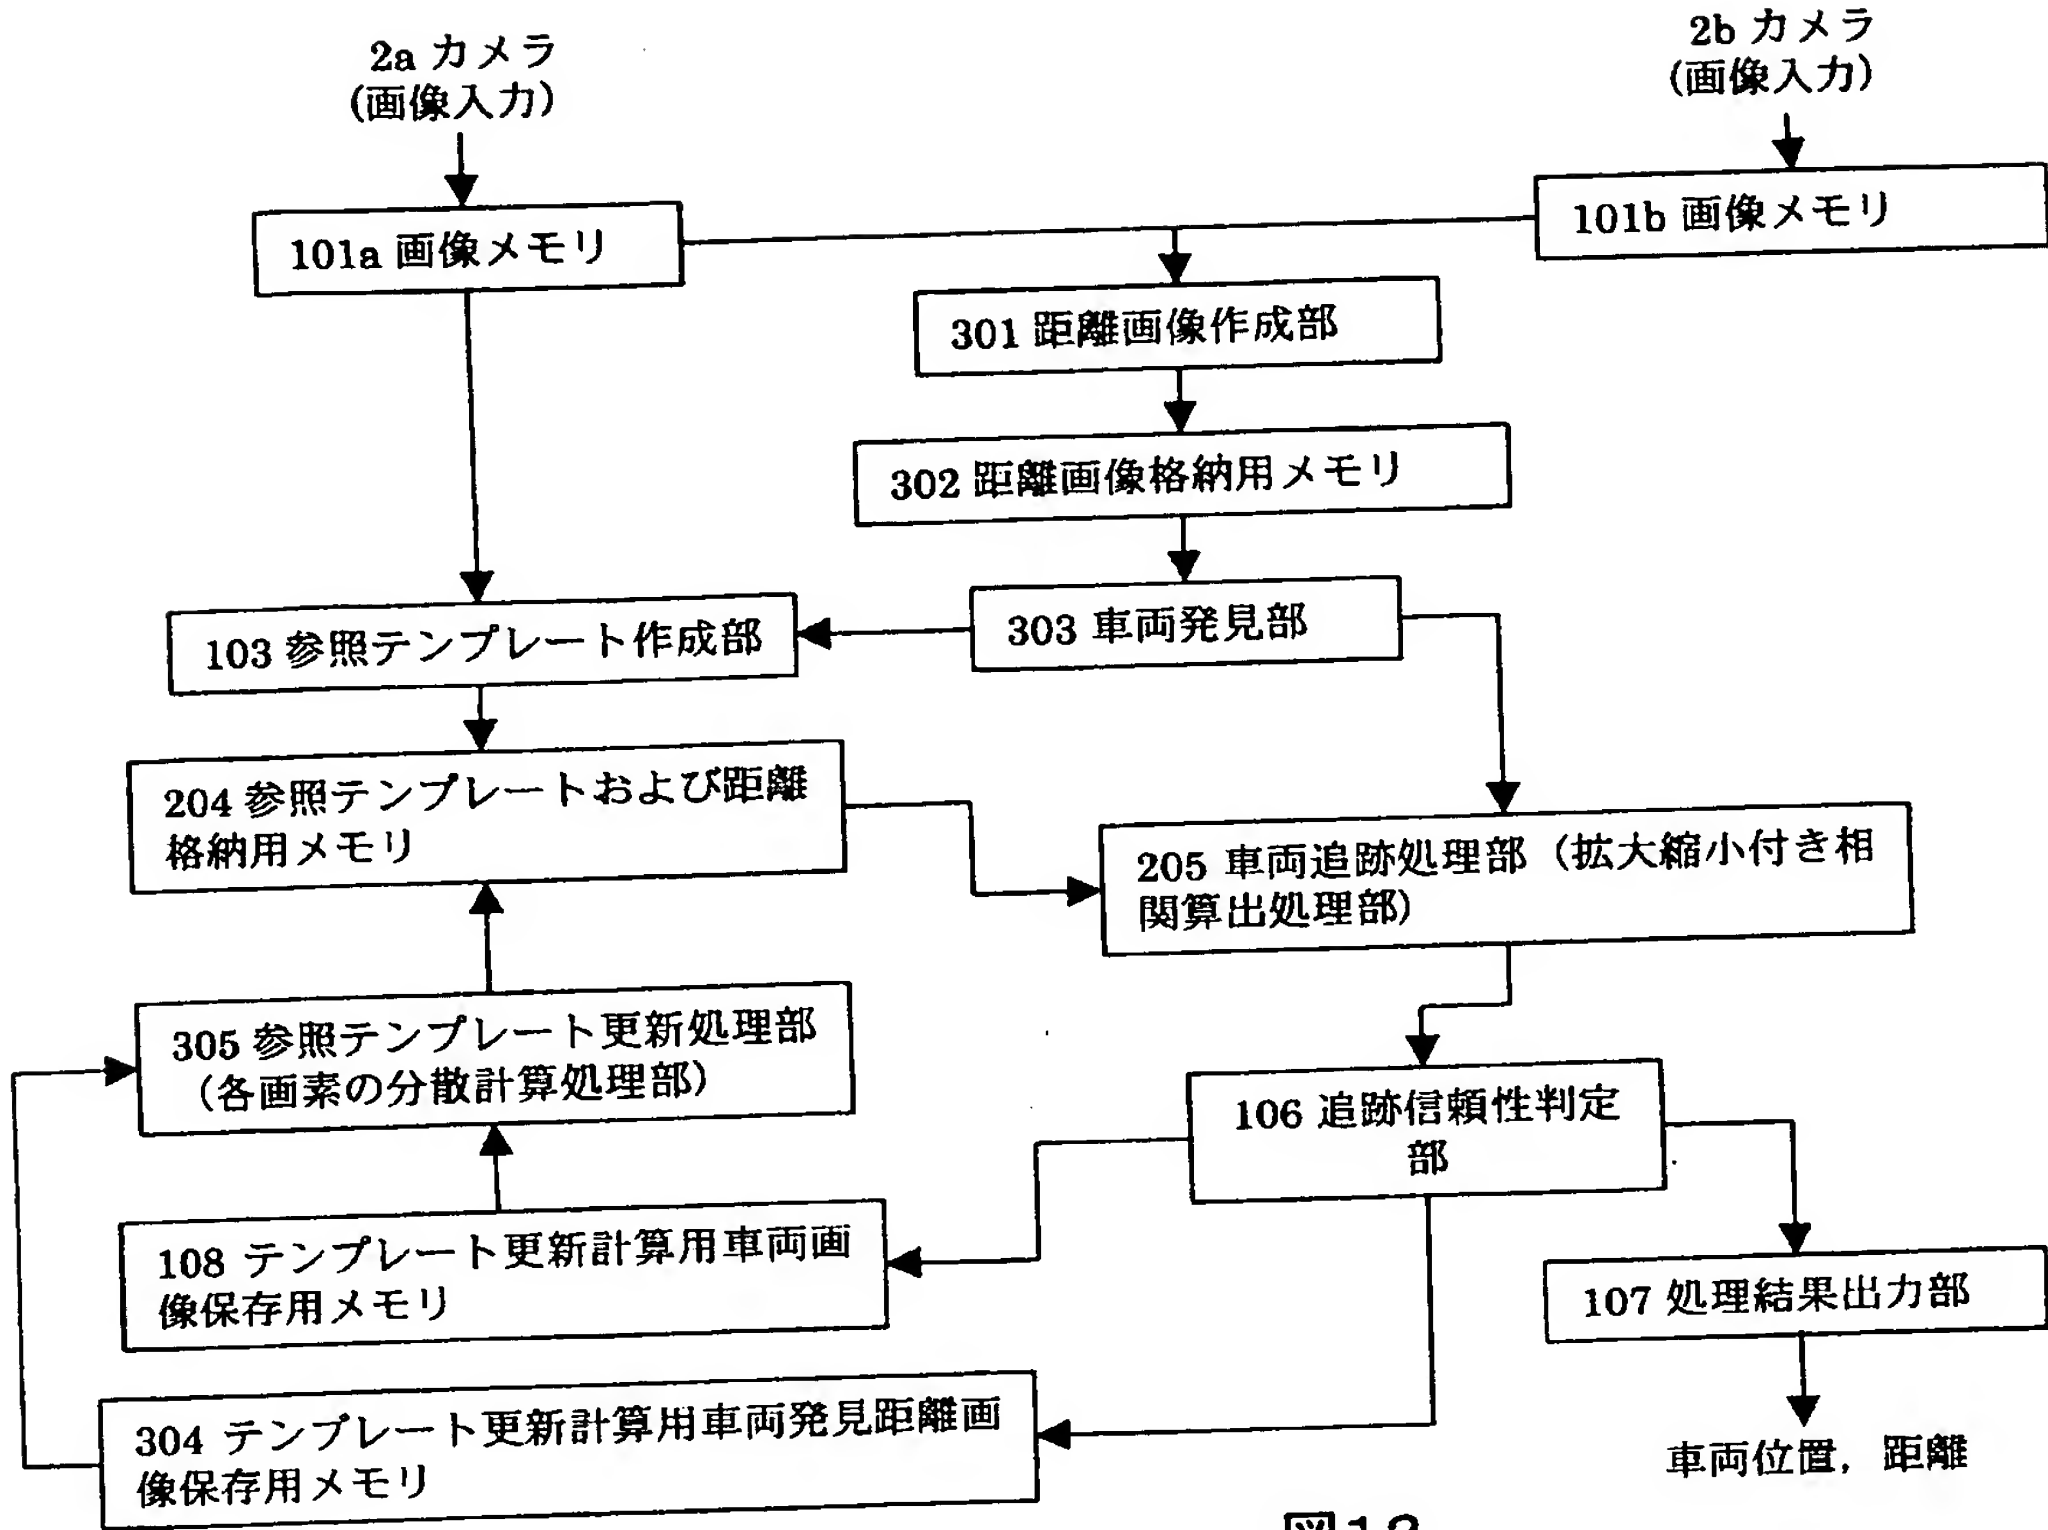 2a カメラ
(画像入力)
2b カメラ
(画像入力)
101a 画像メモリ
101b 画像メモリ
301 距離画像作成部
302 距離画像格納用メモリ
103 参照テンプレート作成部
303 車両発見部
204 参照テンプレートおよび距離
格納用メモリ
205 車両追跡処理部（拡大縮小付き相
関算出処理部）
305 参照テンプレート更新処理部
（各画素の分散計算処理部）
106 追跡信頼性判定
部
108 テンプレート更新計算用車両画
像保存用メモリ
107 処理結果出力部
304 テンプレート更新計算用車両発見距離画
像保存用メモリ
車両位置，距離